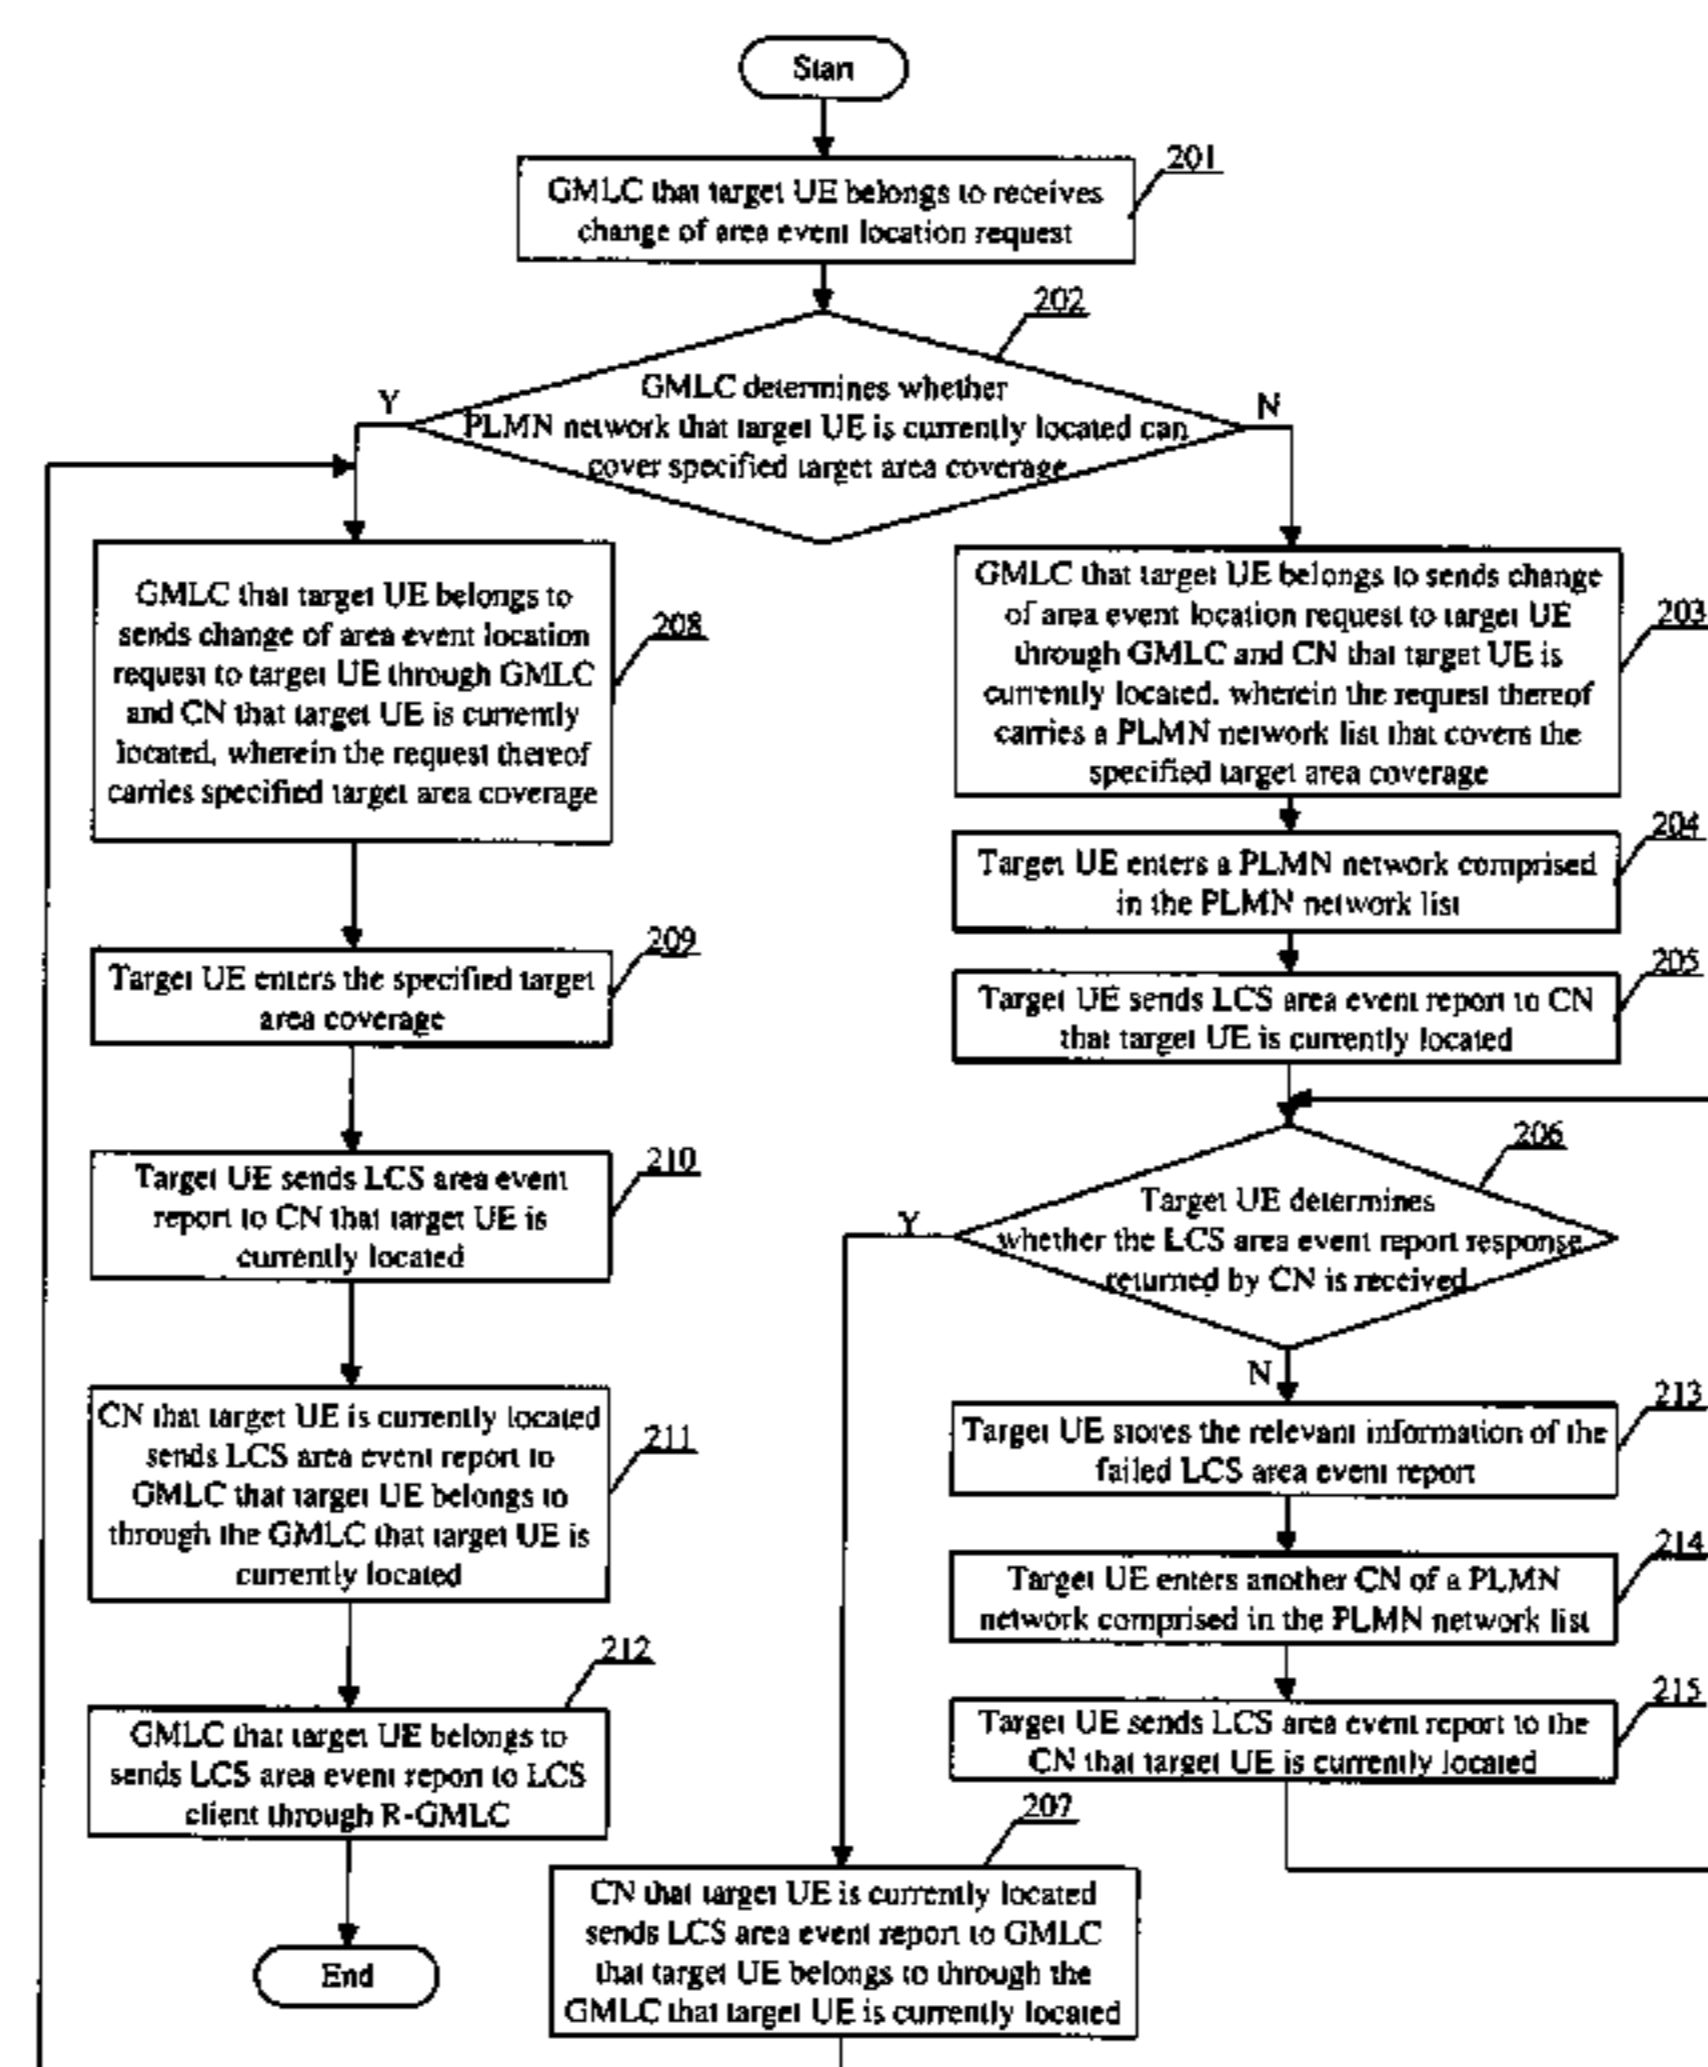 Start
201
GMLC that target UE belongs to receives
change of area event location request
202
GMLC determines whether
PLMN network that target UE is currently located can
cover specified target area coverage
Y
N
208
GMLC that target UE belongs to
sends change of area event location
request to target UE through GMLC
and CN that target UE is currently
located, wherein the request thereof
carries specified target area coverage
203
GMLC that target UE belongs to sends change
of area event location request to target UE
through GMLC and CN that target UE is
currently located, wherein the request thereof
carries a PLMN network list that covers the
specified target area coverage
204
Target UE enters a PLMN network comprised
in the PLMN network list
209
Target UE enters the specified target
area coverage
205
Target UE sends LCS area event report to CN
that target UE is currently located
210
Target UE sends LCS area event
report to CN that target UE is
currently located
206
Target UE determines
whether the LCS area event report response
returned by CN is received
Y
N
211
CN that target UE is currently located
sends LCS area event report to
GMLC that target UE belongs to
through the GMLC that target UE is
currently located
213
Target UE stores the relevant information of the
failed LCS area event report
214
Target UE enters another CN of a PLMN
network comprised in the PLMN network list
212
GMLC that target UE belongs to
sends LCS area event report to LCS
client through R-GMLC
215
Target UE sends LCS area event report to the
CN that target UE is currently located
207
CN that target UE is currently located
sends LCS area event report to GMLC
that target UE belongs to through the
GMLC that target UE is currently located
End